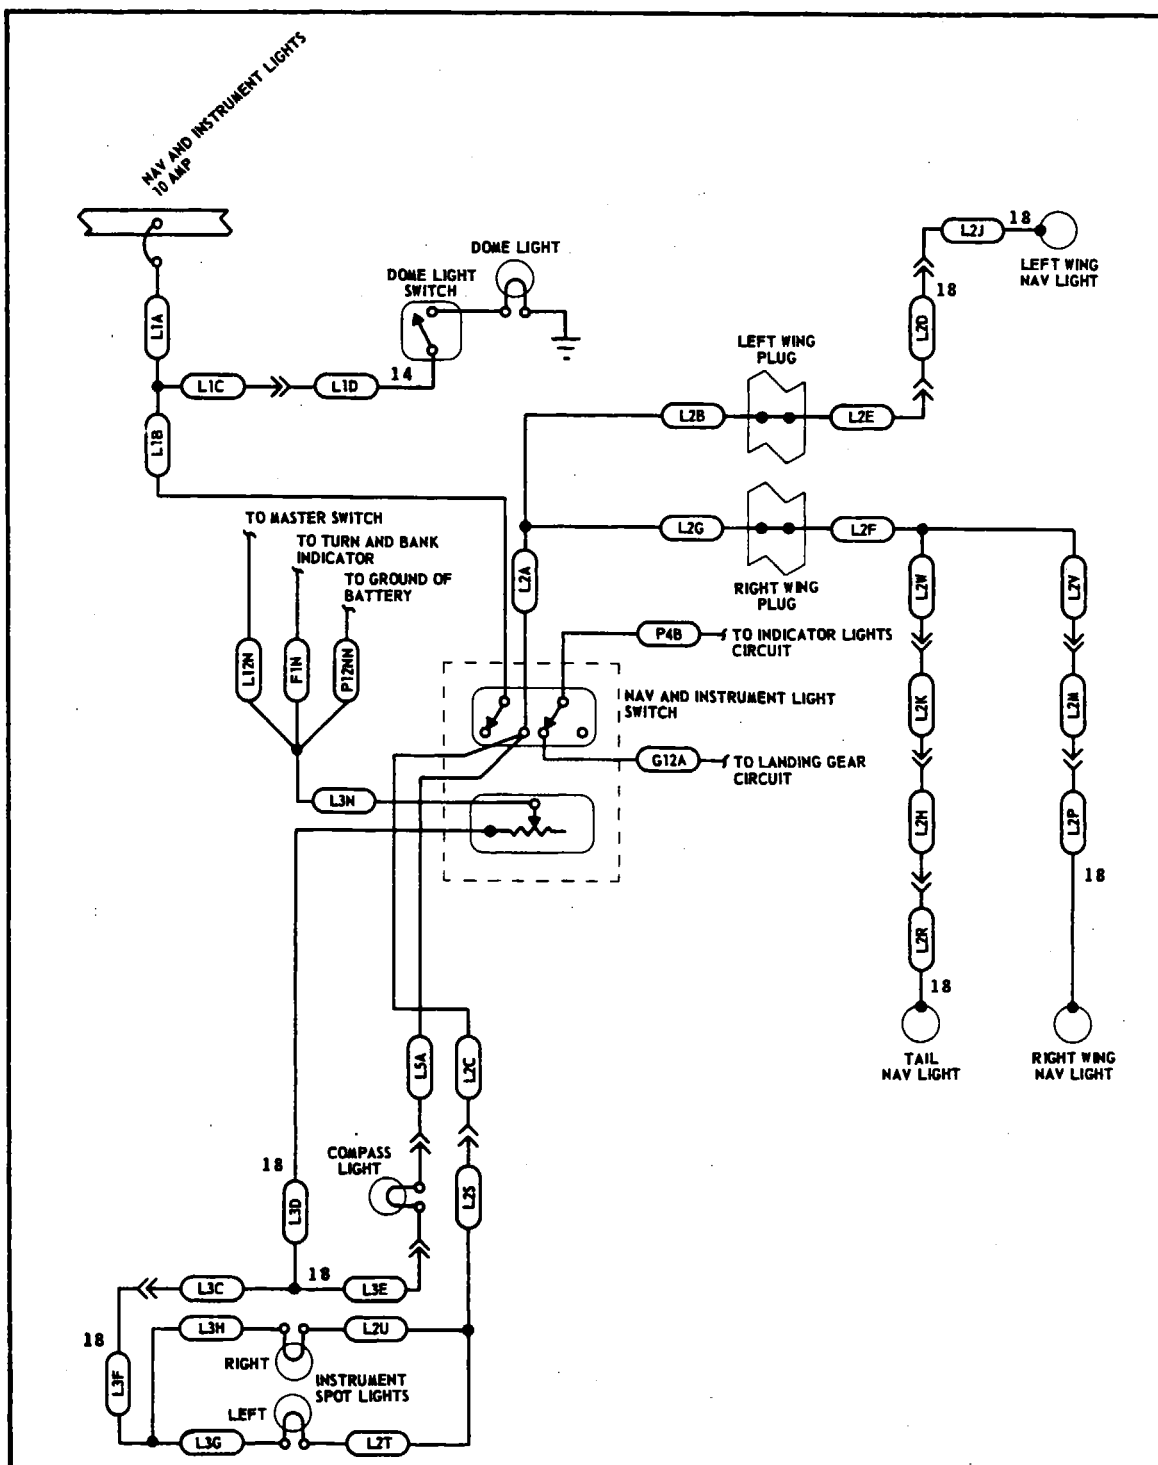 NAV AND INSTRUMENT LIGHTS
10 AMP
DOME LIGHT
DOME LIGHT
SWITCH
L1A
L1C
L1D
14
L1B
LEFT WING
PLUG
L2B
L2E
L2D
18
L2J
18
LEFT WING
NAV LIGHT
TO MASTER SWITCH
TO TURN AND BANK
INDICATOR
TO GROUND OF
BATTERY
L12N
F1N
P12NN
L2A
L2G
L2F
RIGHT WING
PLUG
L2W
L2V
P4B
TO INDICATOR LIGHTS
CIRCUIT
NAV AND INSTRUMENT LIGHT
SWITCH
G12A
TO LANDING GEAR
CIRCUIT
L3N
L2K
L2M
L2H
L2P
18
L2R
18
TAIL
NAV LIGHT
RIGHT WING
NAV LIGHT
L5A
L2C
COMPASS
LIGHT
18
L3D
L2S
L3C
18
L3E
18
L3F
L3H
L2U
RIGHT
INSTRUMENT
SPOT LIGHTS
LEFT
L3G
L2T